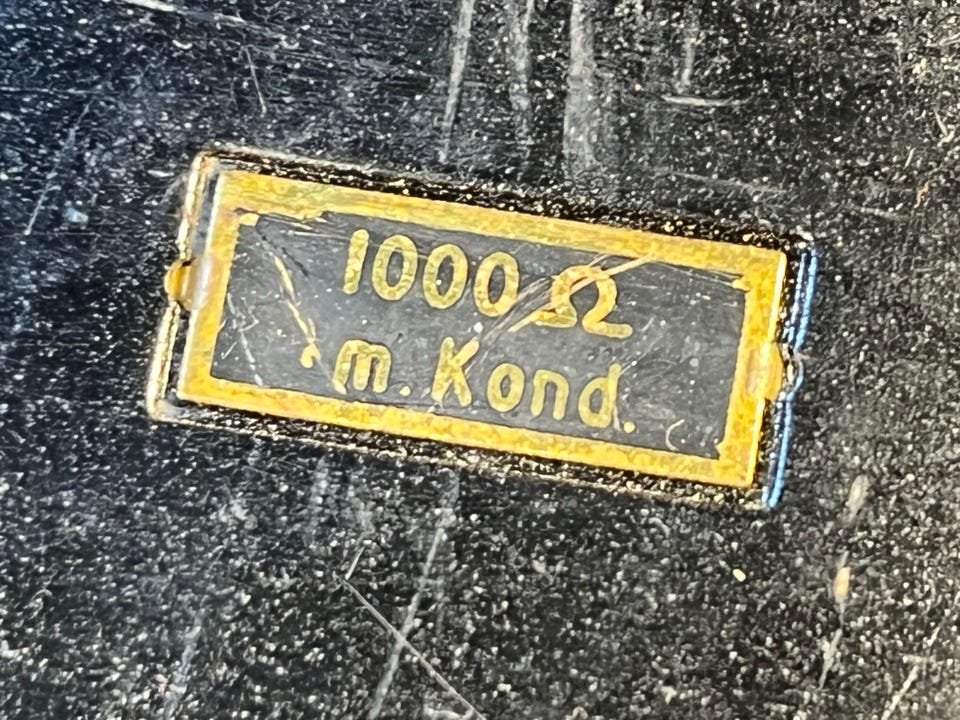 1000 Ω
m. Kond.